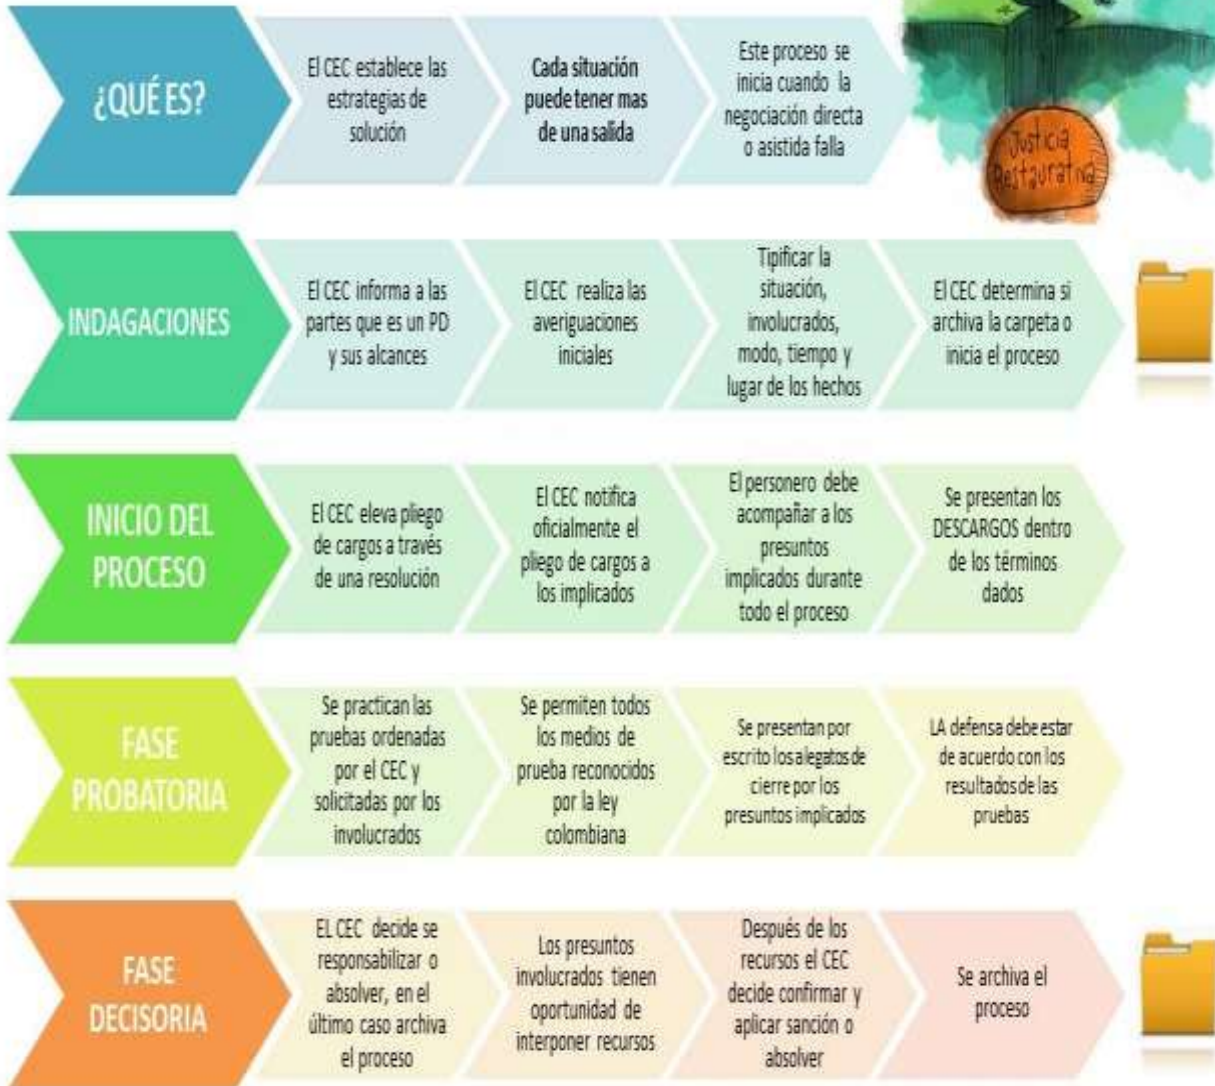 ¿QUÉ ES?
El CEC establece las
estrategias de
solución
Cada situación
puede tener mas
de una salida
Este proceso se
inicia cuando la
negociación directa
o asistida falla
Justicia
Restaurativa
INDAGACIONES
El CEC informa a las
partes que es un PD
y sus alcances
El CEC realiza las
averiguaciones
iniciales
Tipificar la
situación,
involucrados,
modo, tiempo y
lugar de los hechos
El CEC determina si
archiva la carpeta o
inicia el proceso
INICIO DEL
PROCESO
El CEC eleva pliego
de cargos a través
de una resolución
El CEC notifica
oficialmente el
pliego de cargos a
los implicados
El personero debe
acompañar a los
presuntos
implicados durante
todo el proceso
Se presentan los
DESCARGOS dentro
de los términos
dados
FASE
PROBATORIA
Se practican las
pruebas ordenadas
por el CEC y
solicitadas por los
involucrados
Se permiten todos
los medios de
prueba reconocidos
por la ley
colombiana
Se presentan por
escrito los alegatos de
cierre por los
presuntos implicados
LA defensa debe estar
de acuerdo con los
resultados de las
pruebas
FASE
DECISORIA
EL CEC decide se
responsabilizar o
absolver, en el
último caso archiva
el proceso
Los presuntos
involucrados tienen
oportunidad de
interponer recursos
Después de los
recursos el CEC
decide confirmar y
aplicar sanción o
absolver
Se archiva el
proceso